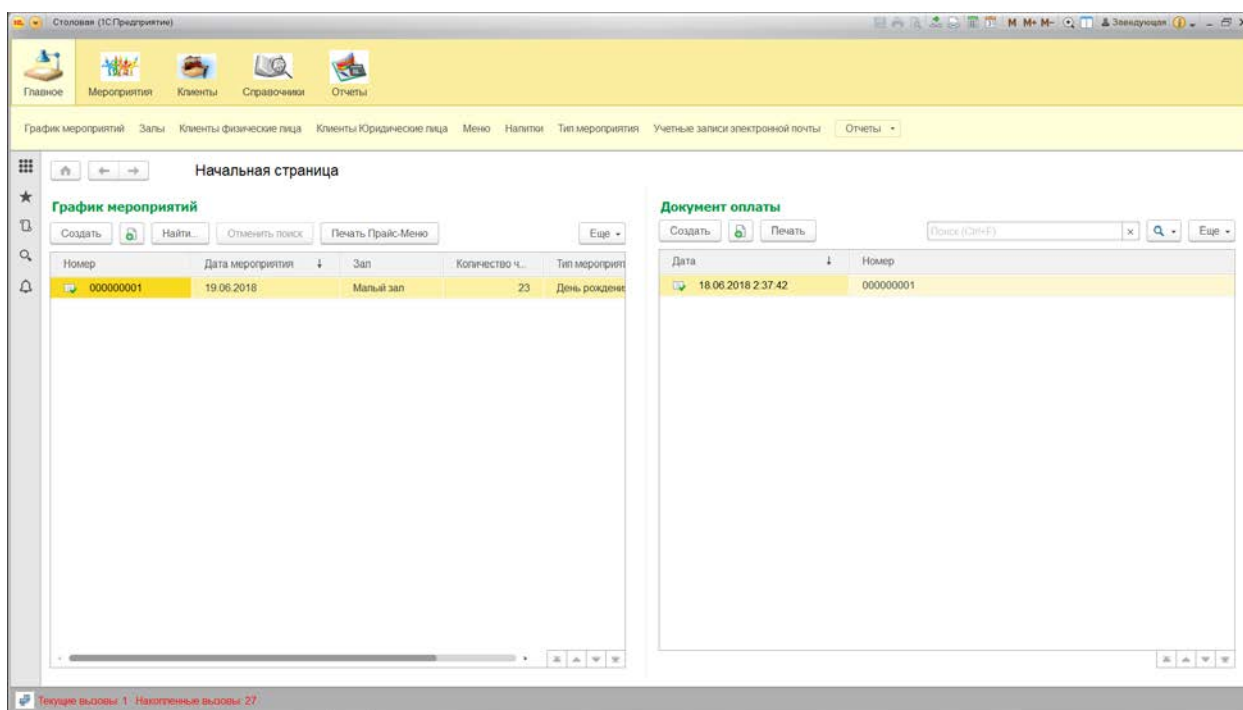 Столовая (1С:Предприятие)
M M+ M- Заведующая
Главное Мероприятия Клиенты Справочники Отчеты
График мероприятий Залы Клиенты физические лица Клиенты Юридические лица Меню Напитки Тип мероприятия Учетные записи электронной почты Отчеты
Начальная страница
График мероприятий
Создать Найти... Отменить поиск Печать Прайс-Меню Еще
Номер Дата мероприятия Зал Количество ч... Тип мероприят
000000001 19.06.2018 Малый зал 23 День рождение
Документ оплаты
Создать Печать Поиск (Ctrl+F) Еще
Дата Номер
18.06.2018 2:37:42 000000001
Текущие вызовы: 1 Накопленные вызовы: 27